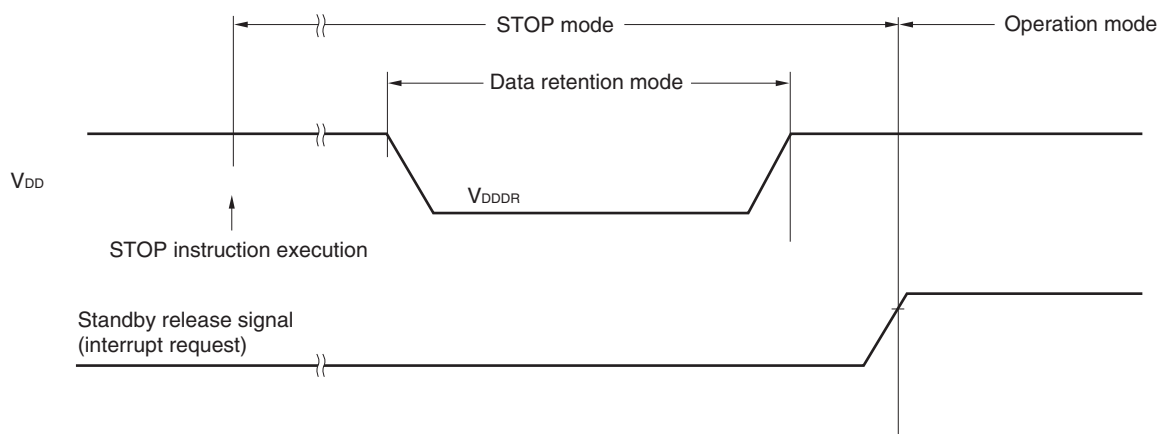 STOP mode
Operation mode
Data retention mode
VDD
VDDDR
STOP instruction execution
Standby release signal
(interrupt request)